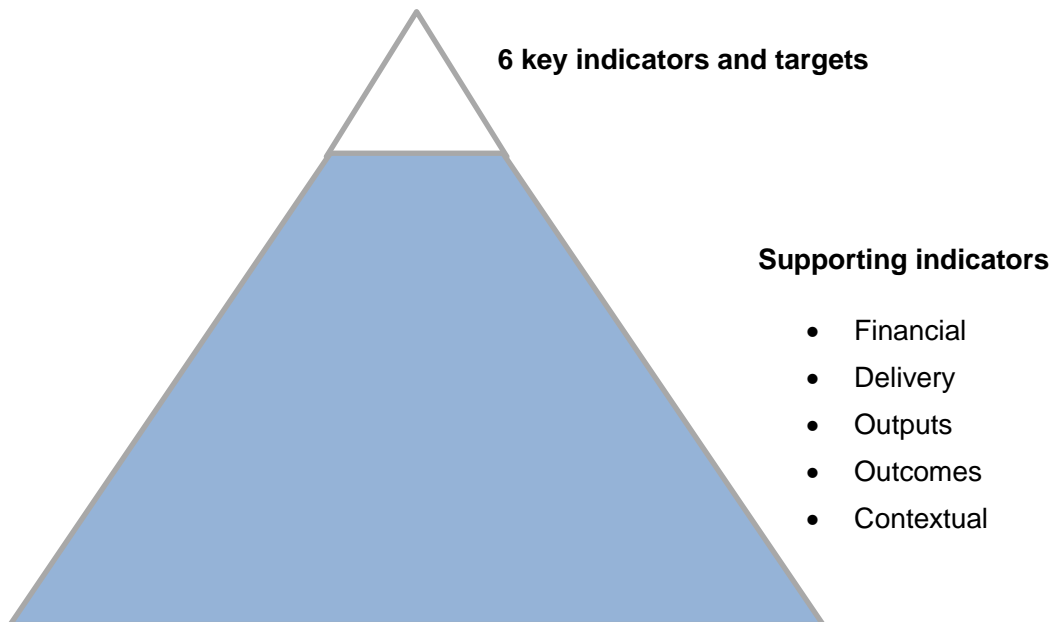 6 key indicators and targets
Supporting indicators
• Financial
• Delivery
• Outputs
• Outcomes
• Contextual